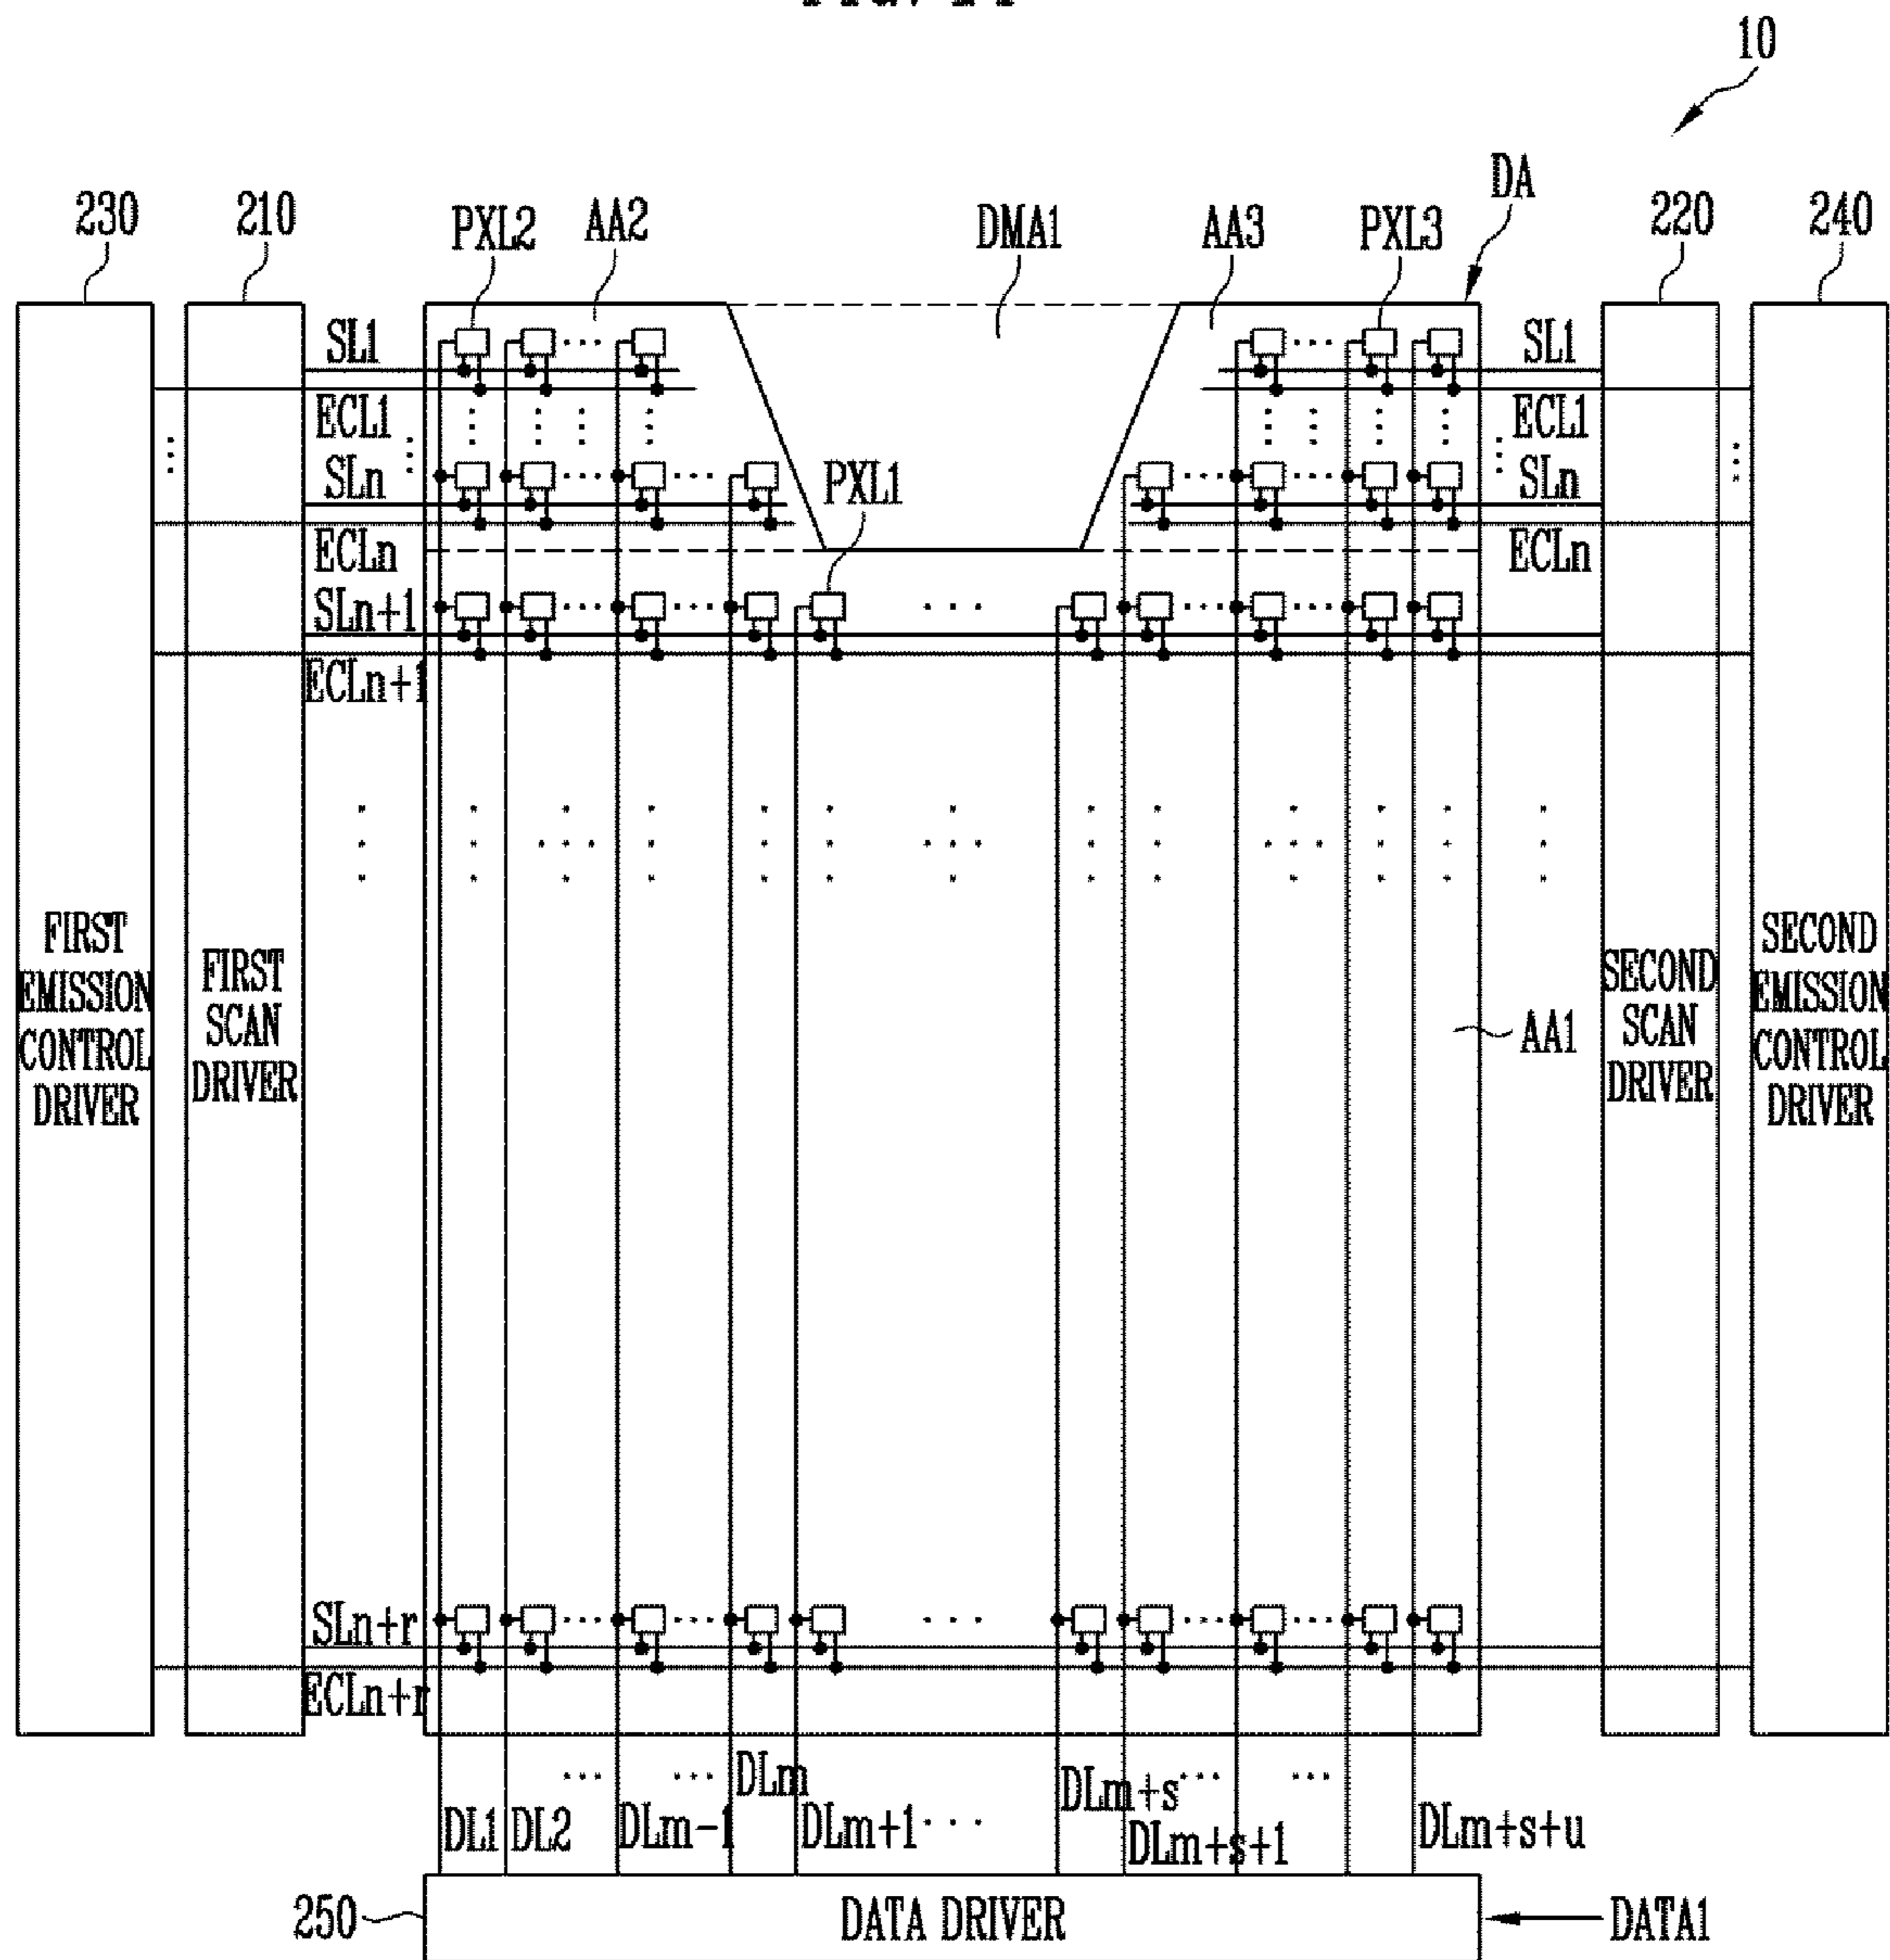 10
DA
230
210
PXL2
AA2
DMA1
AA3
PXL3
220
240
SL1
SL1
ECL1
ECL1
SLn
PXL1
SLn
ECLn
ECLn
SLn+1
ECLn+1
FIRST
EMISSION
CONTROL
DRIVER
FIRST
SCAN
DRIVER
SECOND
SCAN
DRIVER
SECOND
EMISSION
CONTROL
DRIVER
AA1
SLn+r
ECLn+r
DL1
DL2
DLm-1
DLm
DLm+1
DLm+s
DLm+s+1
DLm+s+u
250
DATA DRIVER
DATA1